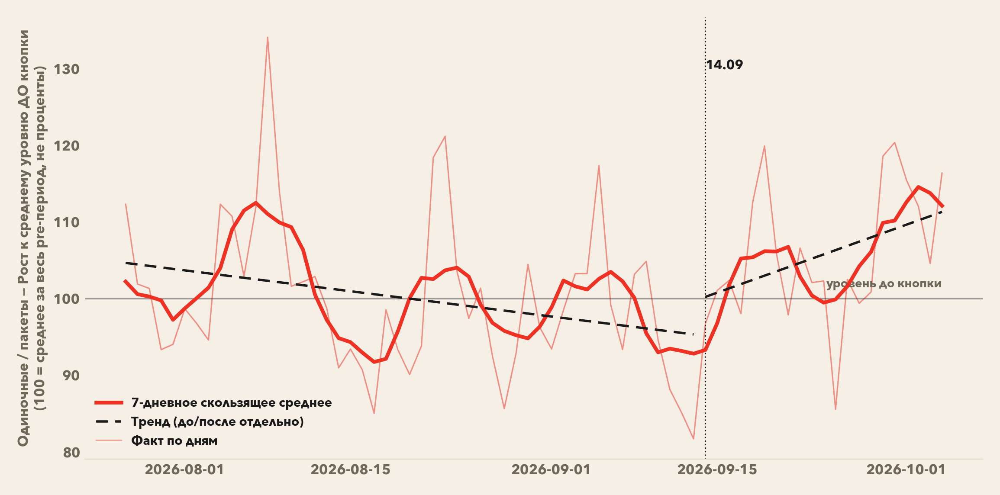 Одиночные / пакеты — Рост к среднему уровню ДО кнопки
(100 = среднее за весь pre-период, не проценты)
130
120
110
100
90
80
14.09
уровень до кнопки
7-дневное скользящее среднее
Тренд (до/после отдельно)
Факт по дням
2026-08-01
2026-08-15
2026-09-01
2026-09-15
2026-10-01